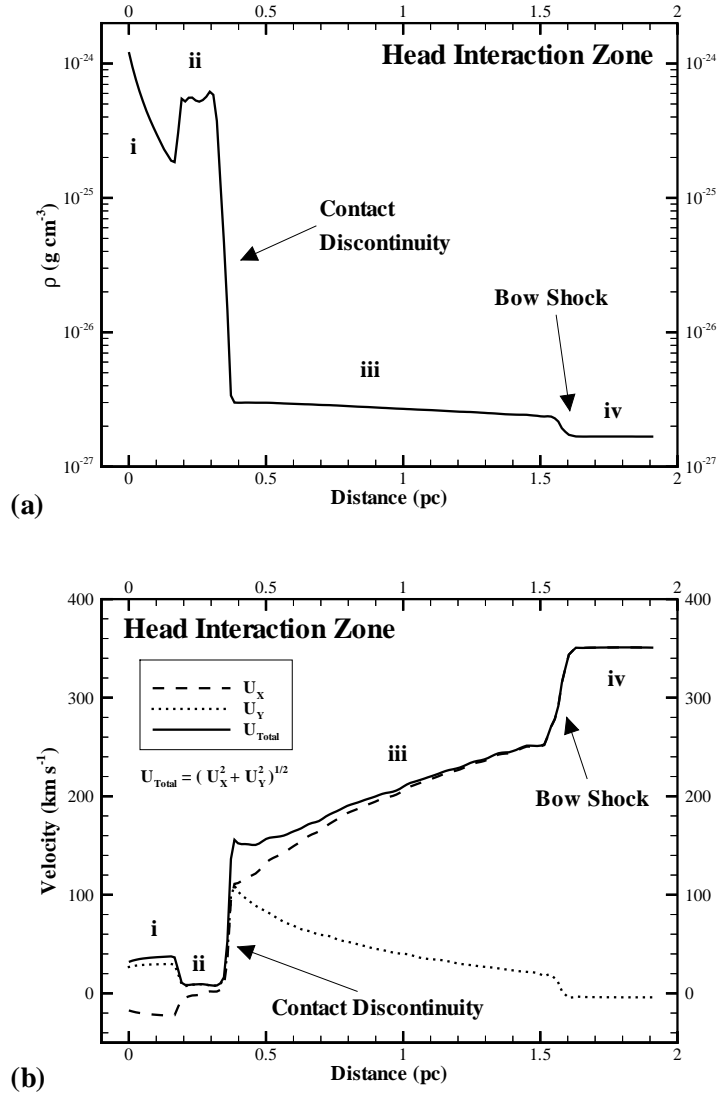 0 0.5 1 1.5 2
Head Interaction Zone
10^-24 10^-24
ii
i
10^-25 10^-25
Contact
Discontinuity
ρ (g cm^-3)
Bow Shock
10^-26 10^-26
iii
iv
10^-27 10^-27
0.5 1 1.5 2
Distance (pc)
(a)
0 0.5 1 1.5 2
400 400
Head Interaction Zone
U_X
U_Y
U_Total
U_Total = ( U_X^2 + U_Y^2 )^1/2
iv
300 300
iii
Bow Shock
200 200
Velocity (km s^-1)
100 100
i
ii
0 0
Contact Discontinuity
0 0.5 1 1.5 2
Distance (pc)
(b)